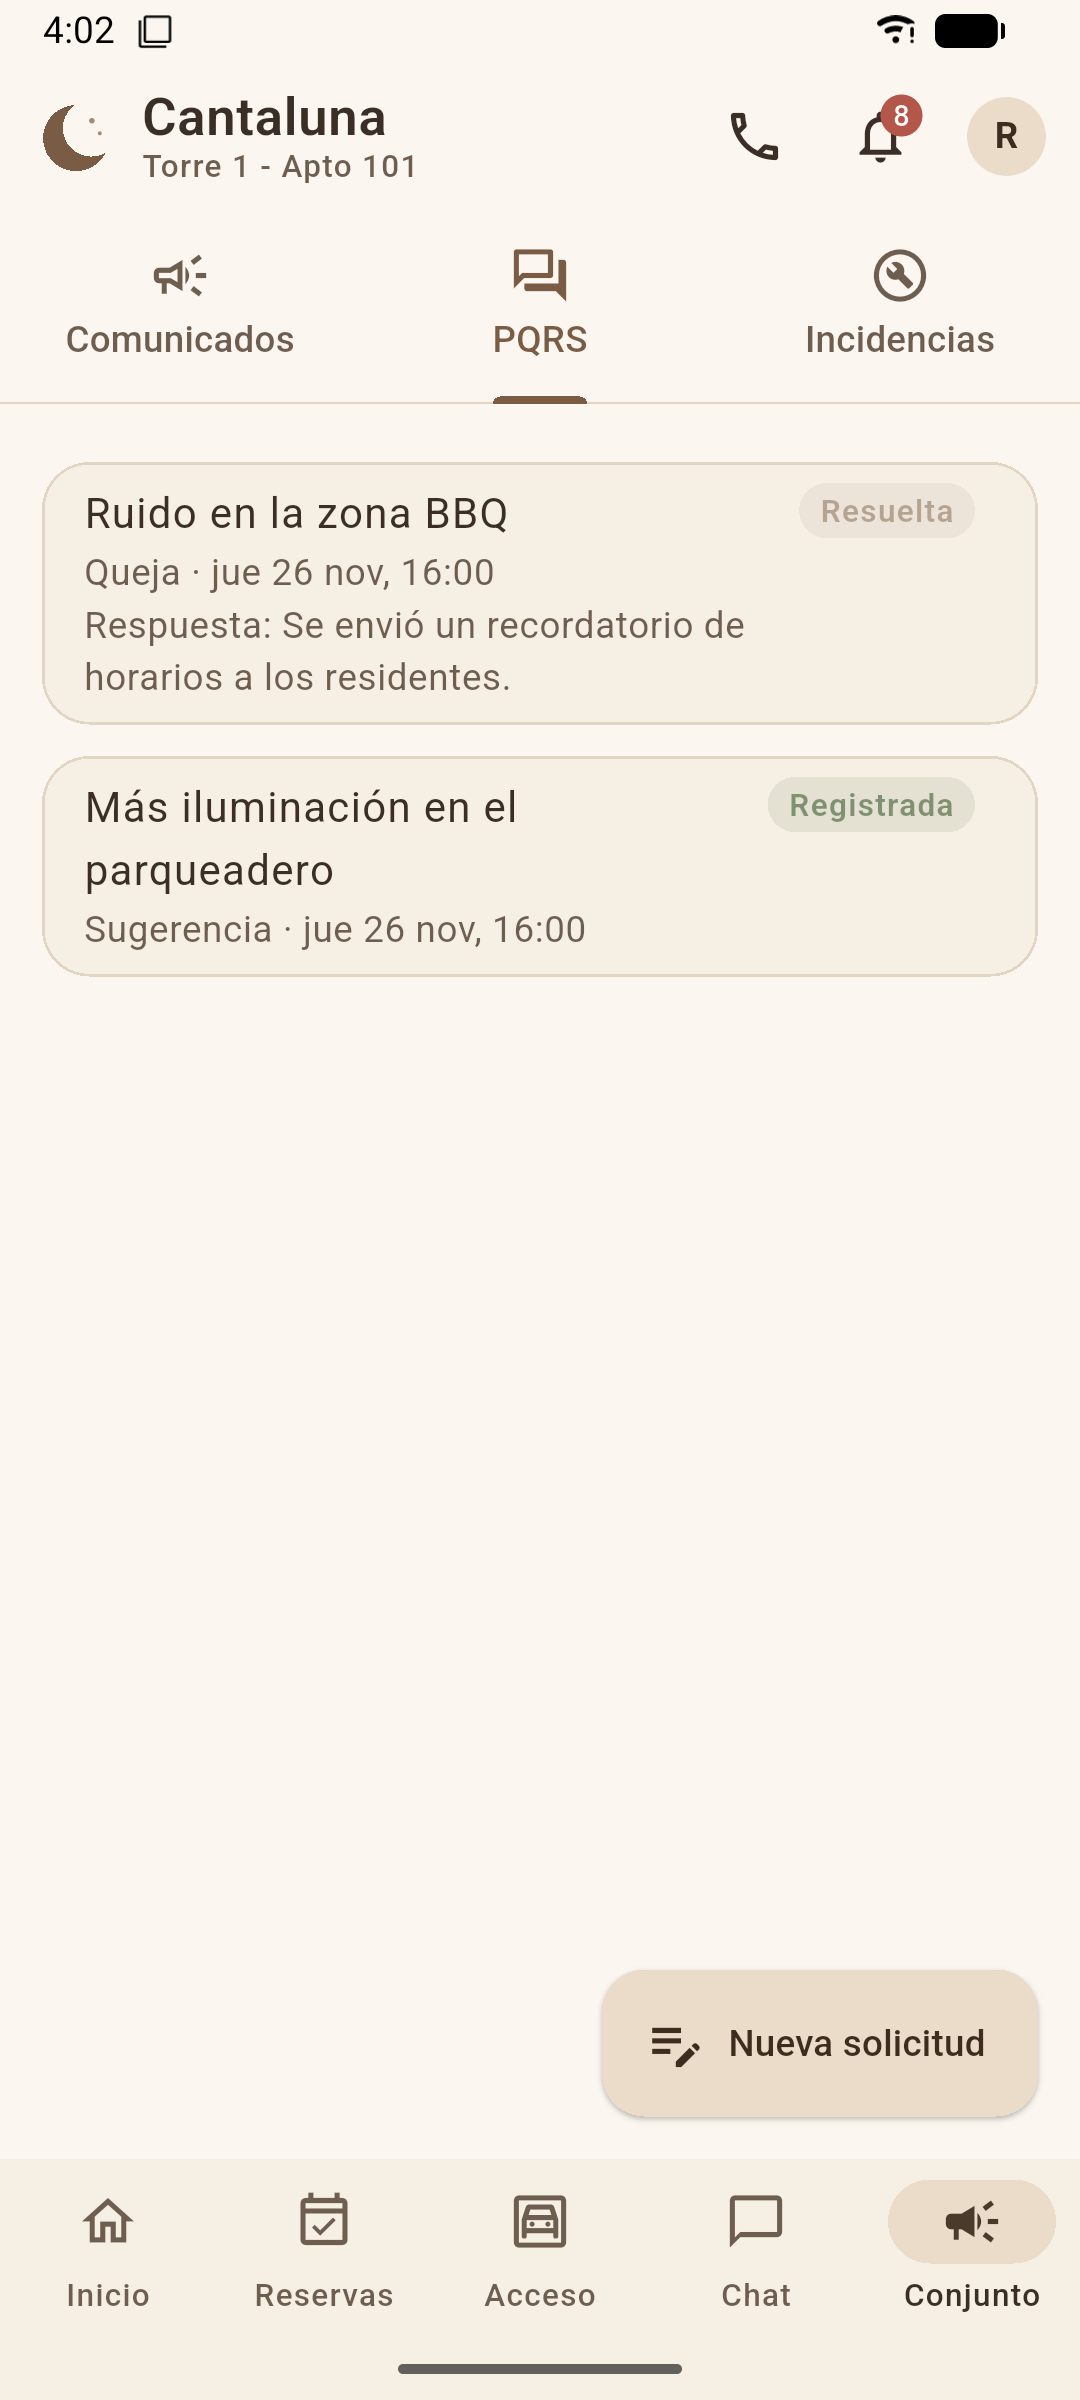 4:02
Cantaluna
Torre 1 - Apto 101
8
R
Comunicados
PQRS
Incidencias
Ruido en la zona BBQ
Resuelta
Queja · jue 26 nov, 16:00
Respuesta: Se envió un recordatorio de
horarios a los residentes.
Más iluminación en el
parqueadero
Registrada
Sugerencia · jue 26 nov, 16:00
Nueva solicitud
Inicio
Reservas
Acceso
Chat
Conjunto